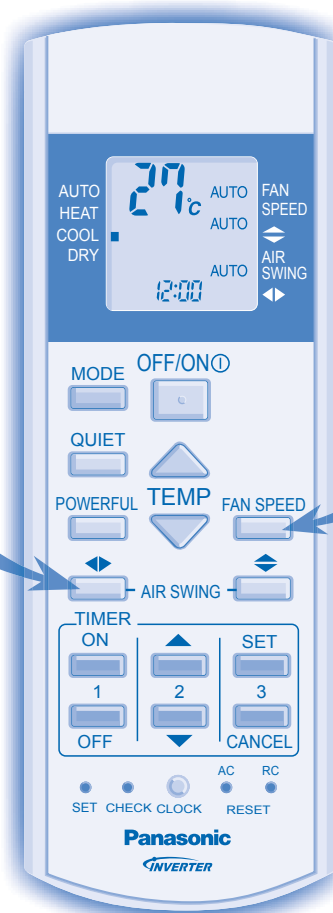 AUTO
HEAT
COOL
DRY
27°c
AUTO
AUTO
AUTO
12:00
FAN
SPEED
AIR
SWING
MODE
OFF/ON
QUIET
POWERFUL
TEMP
FAN SPEED
AIR SWING
TIMER
ON
SET
1
2
3
OFF
CANCEL
AC
RC
SET
CHECK
CLOCK
RESET
Panasonic
INVERTER